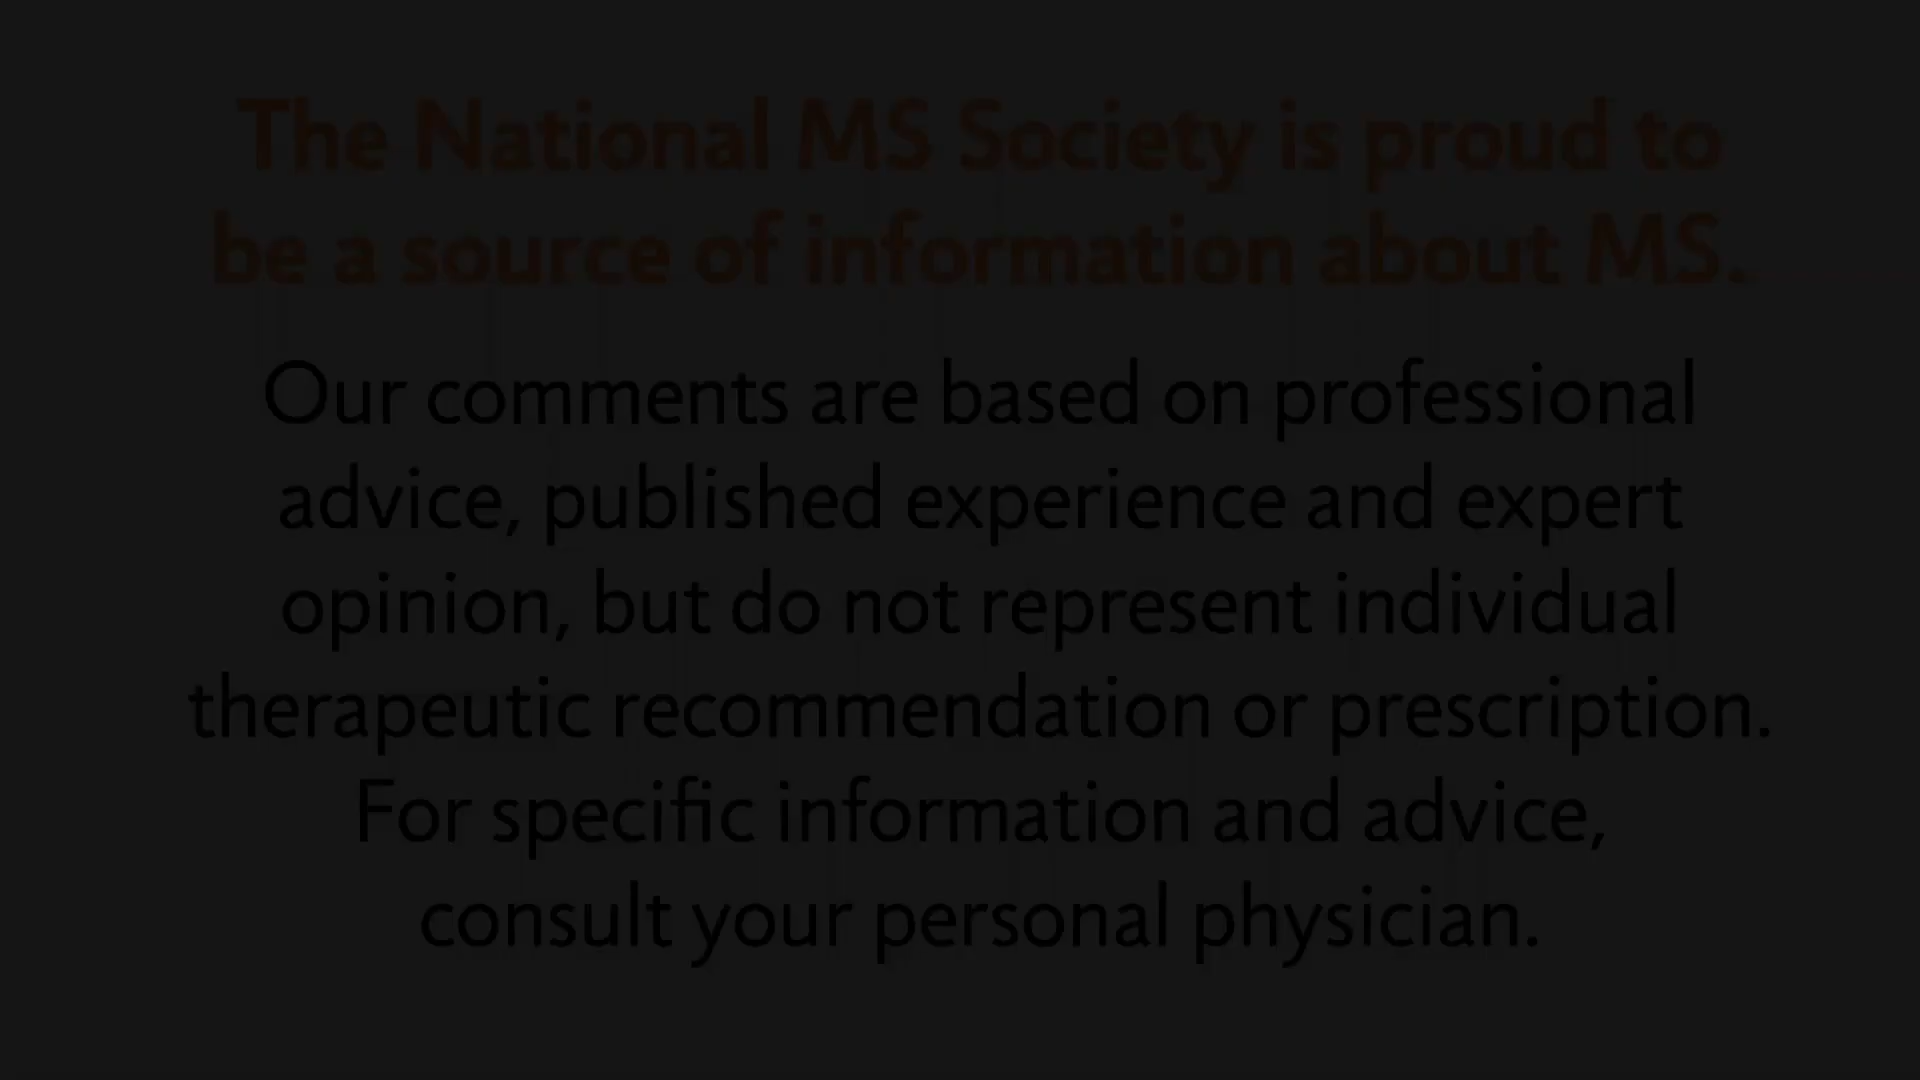 The National MS Society is proud to
be a source of information about MS.
Our comments are based on professional
advice, published experience and expert
opinion, but do not represent individual
therapeutic recommendation or prescription.
For specific information and advice,
consult your personal physician.